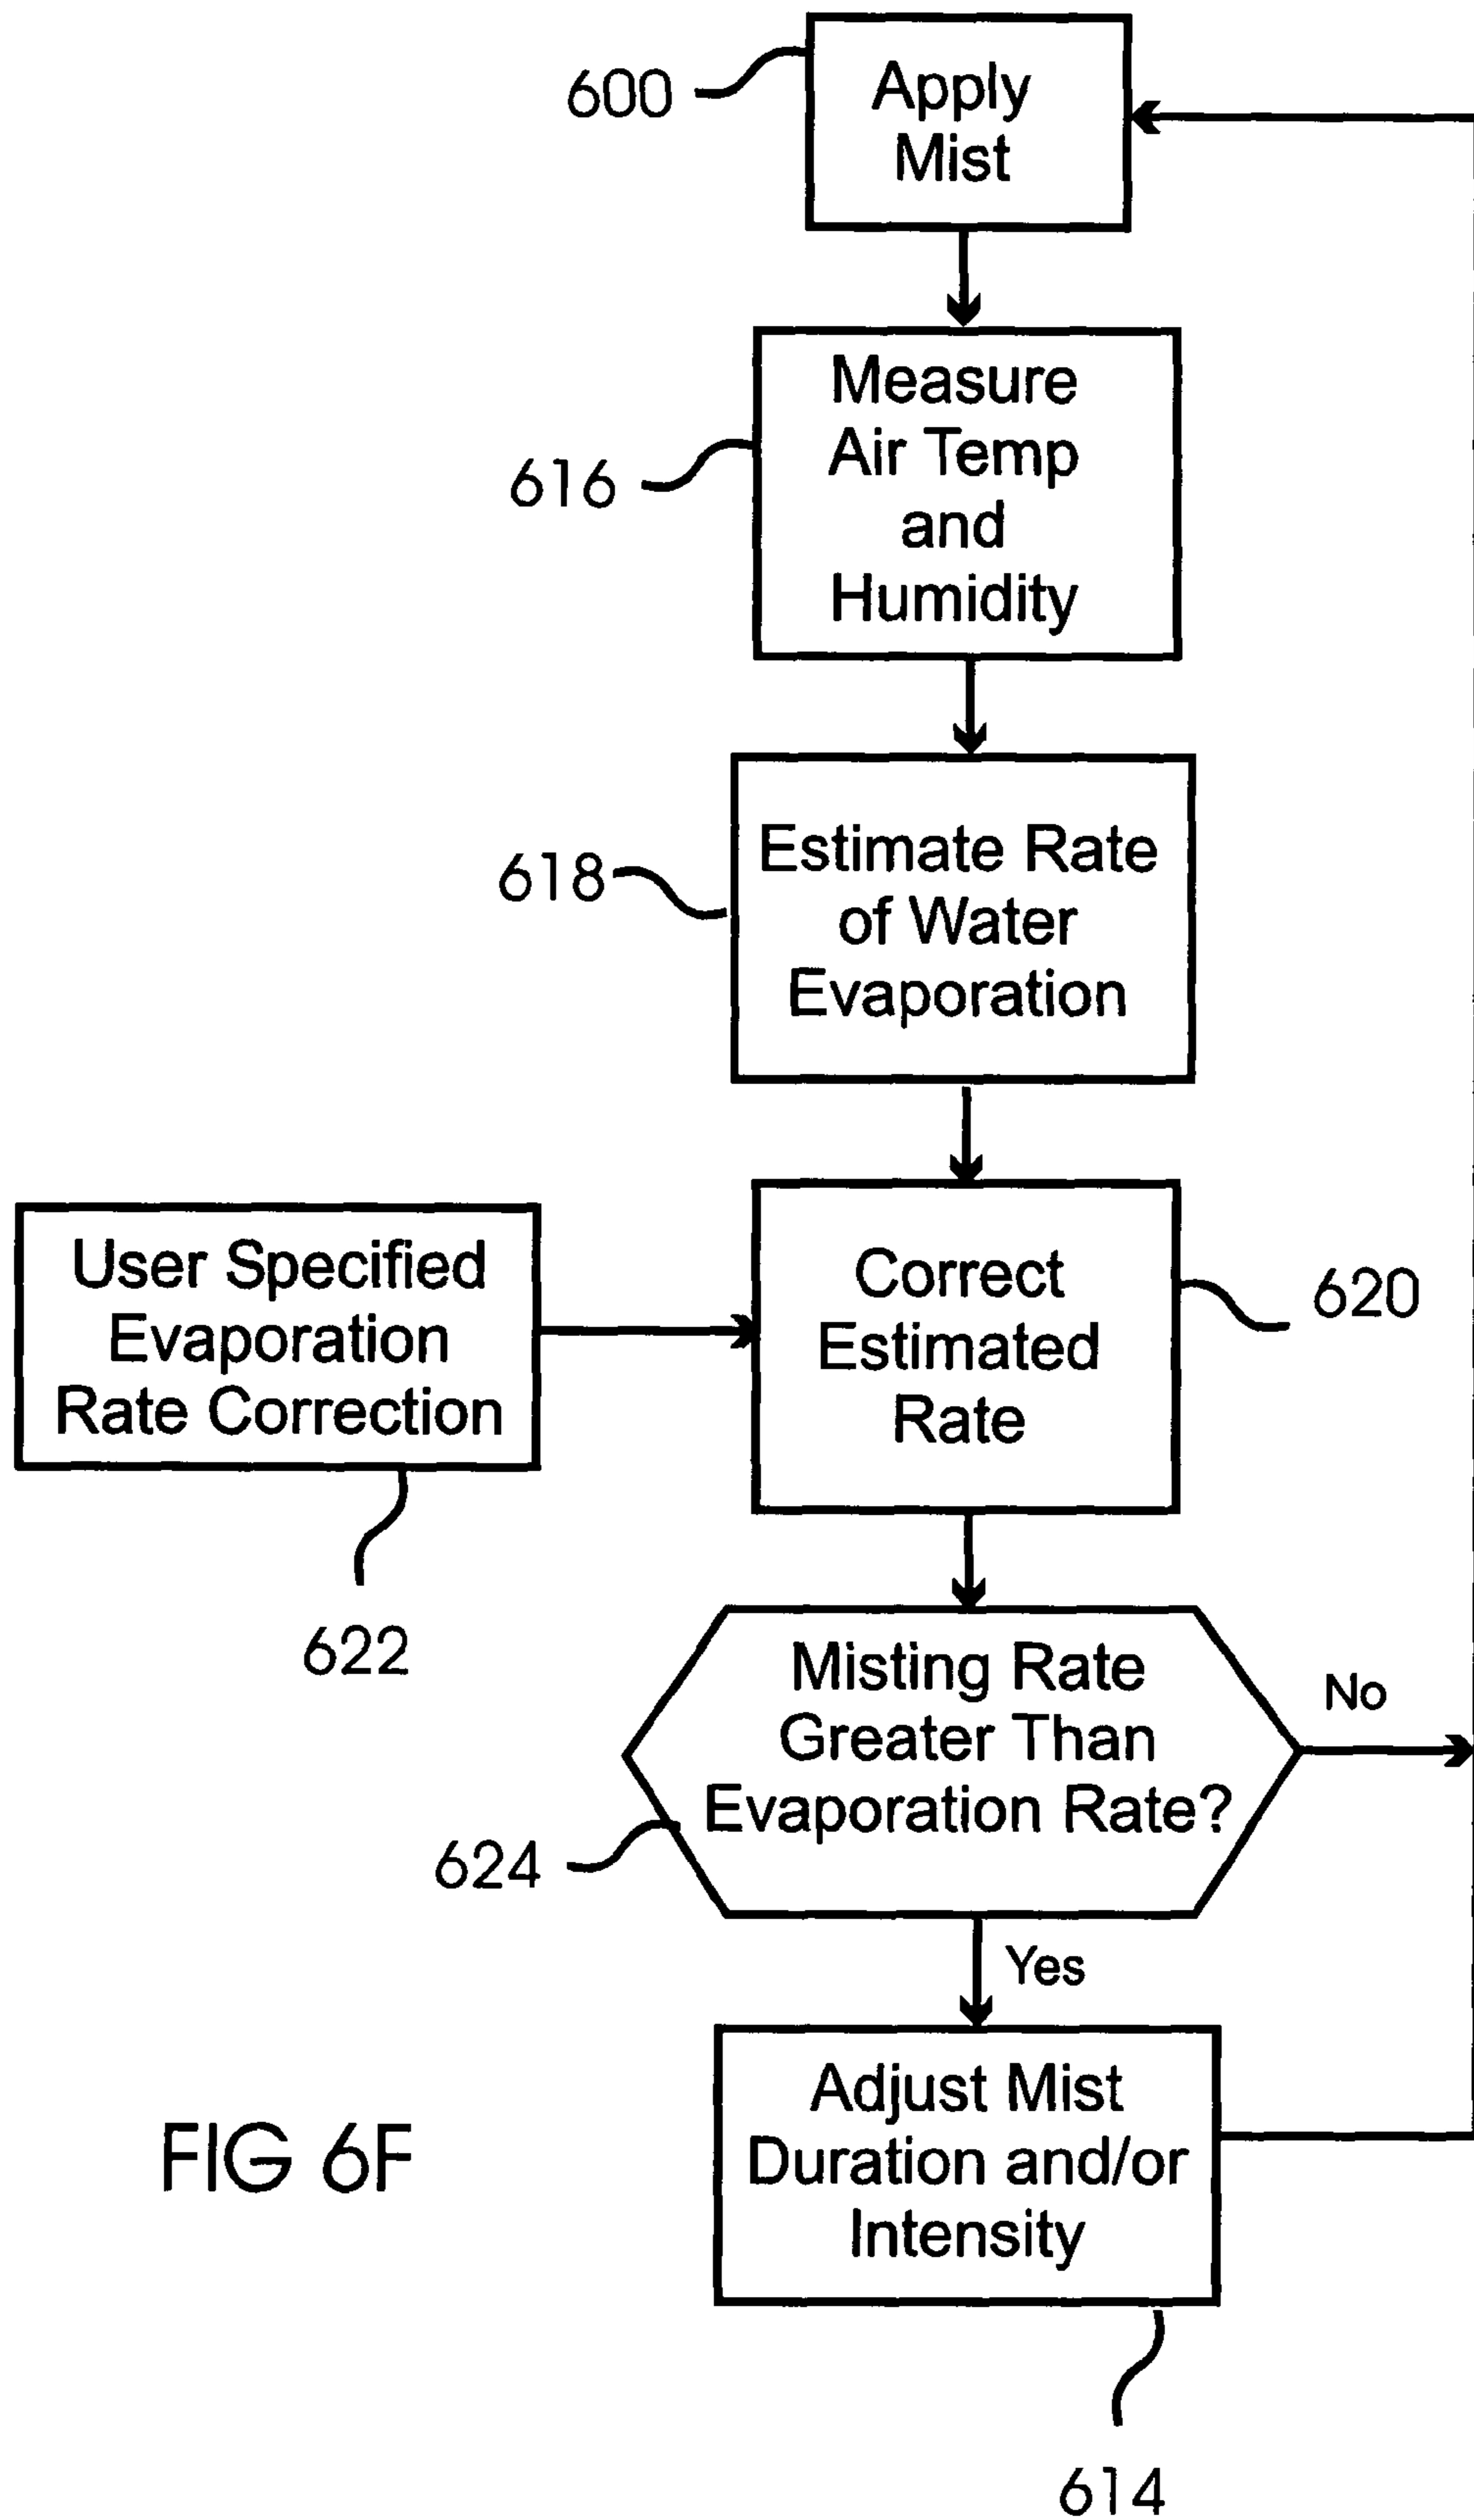 600
Apply
Mist
616
Measure
Air Temp
and
Humidity
618
Estimate Rate
of Water
Evaporation
User Specified
Evaporation
Rate Correction
622
Correct
Estimated
Rate
620
Misting Rate
Greater Than
Evaporation Rate?
624
No
Yes
Adjust Mist
Duration and/or
Intensity
614
FIG 6F